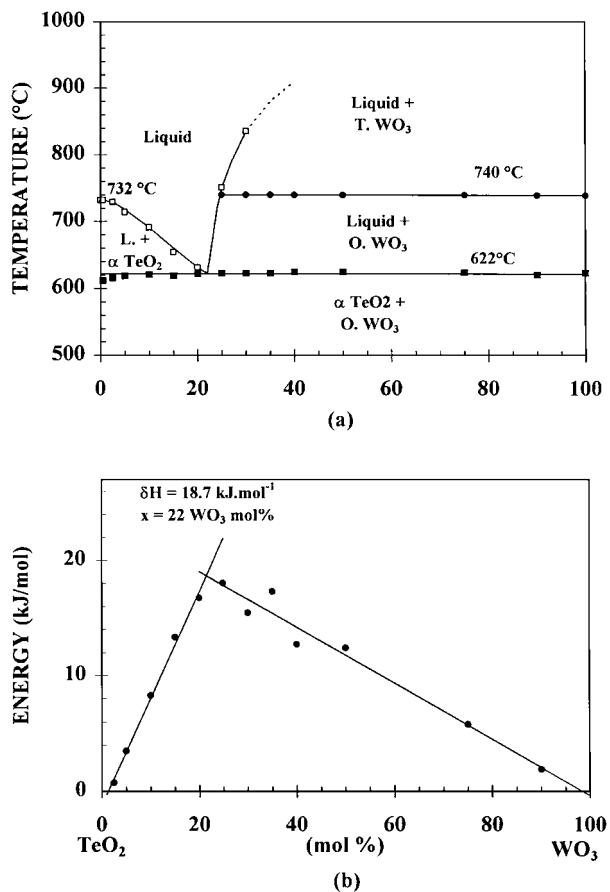 1000
900
Liquid +
T. WO₃
Liquid
800
732 °C
740 °C
700
L. +
α TeO₂
Liquid +
O. WO₃
622°C
600
α TeO2 +
O. WO₃
500
0 20 40 60 80 100
TEMPERATURE (°C)
(a)
δH = 18.7 kJ.mol⁻¹
x = 22 WO₃ mol%
20
10
0
ENERGY (kJ/mol)
0 20 40 60 80 100
TeO₂ (mol %) WO₃
(b)